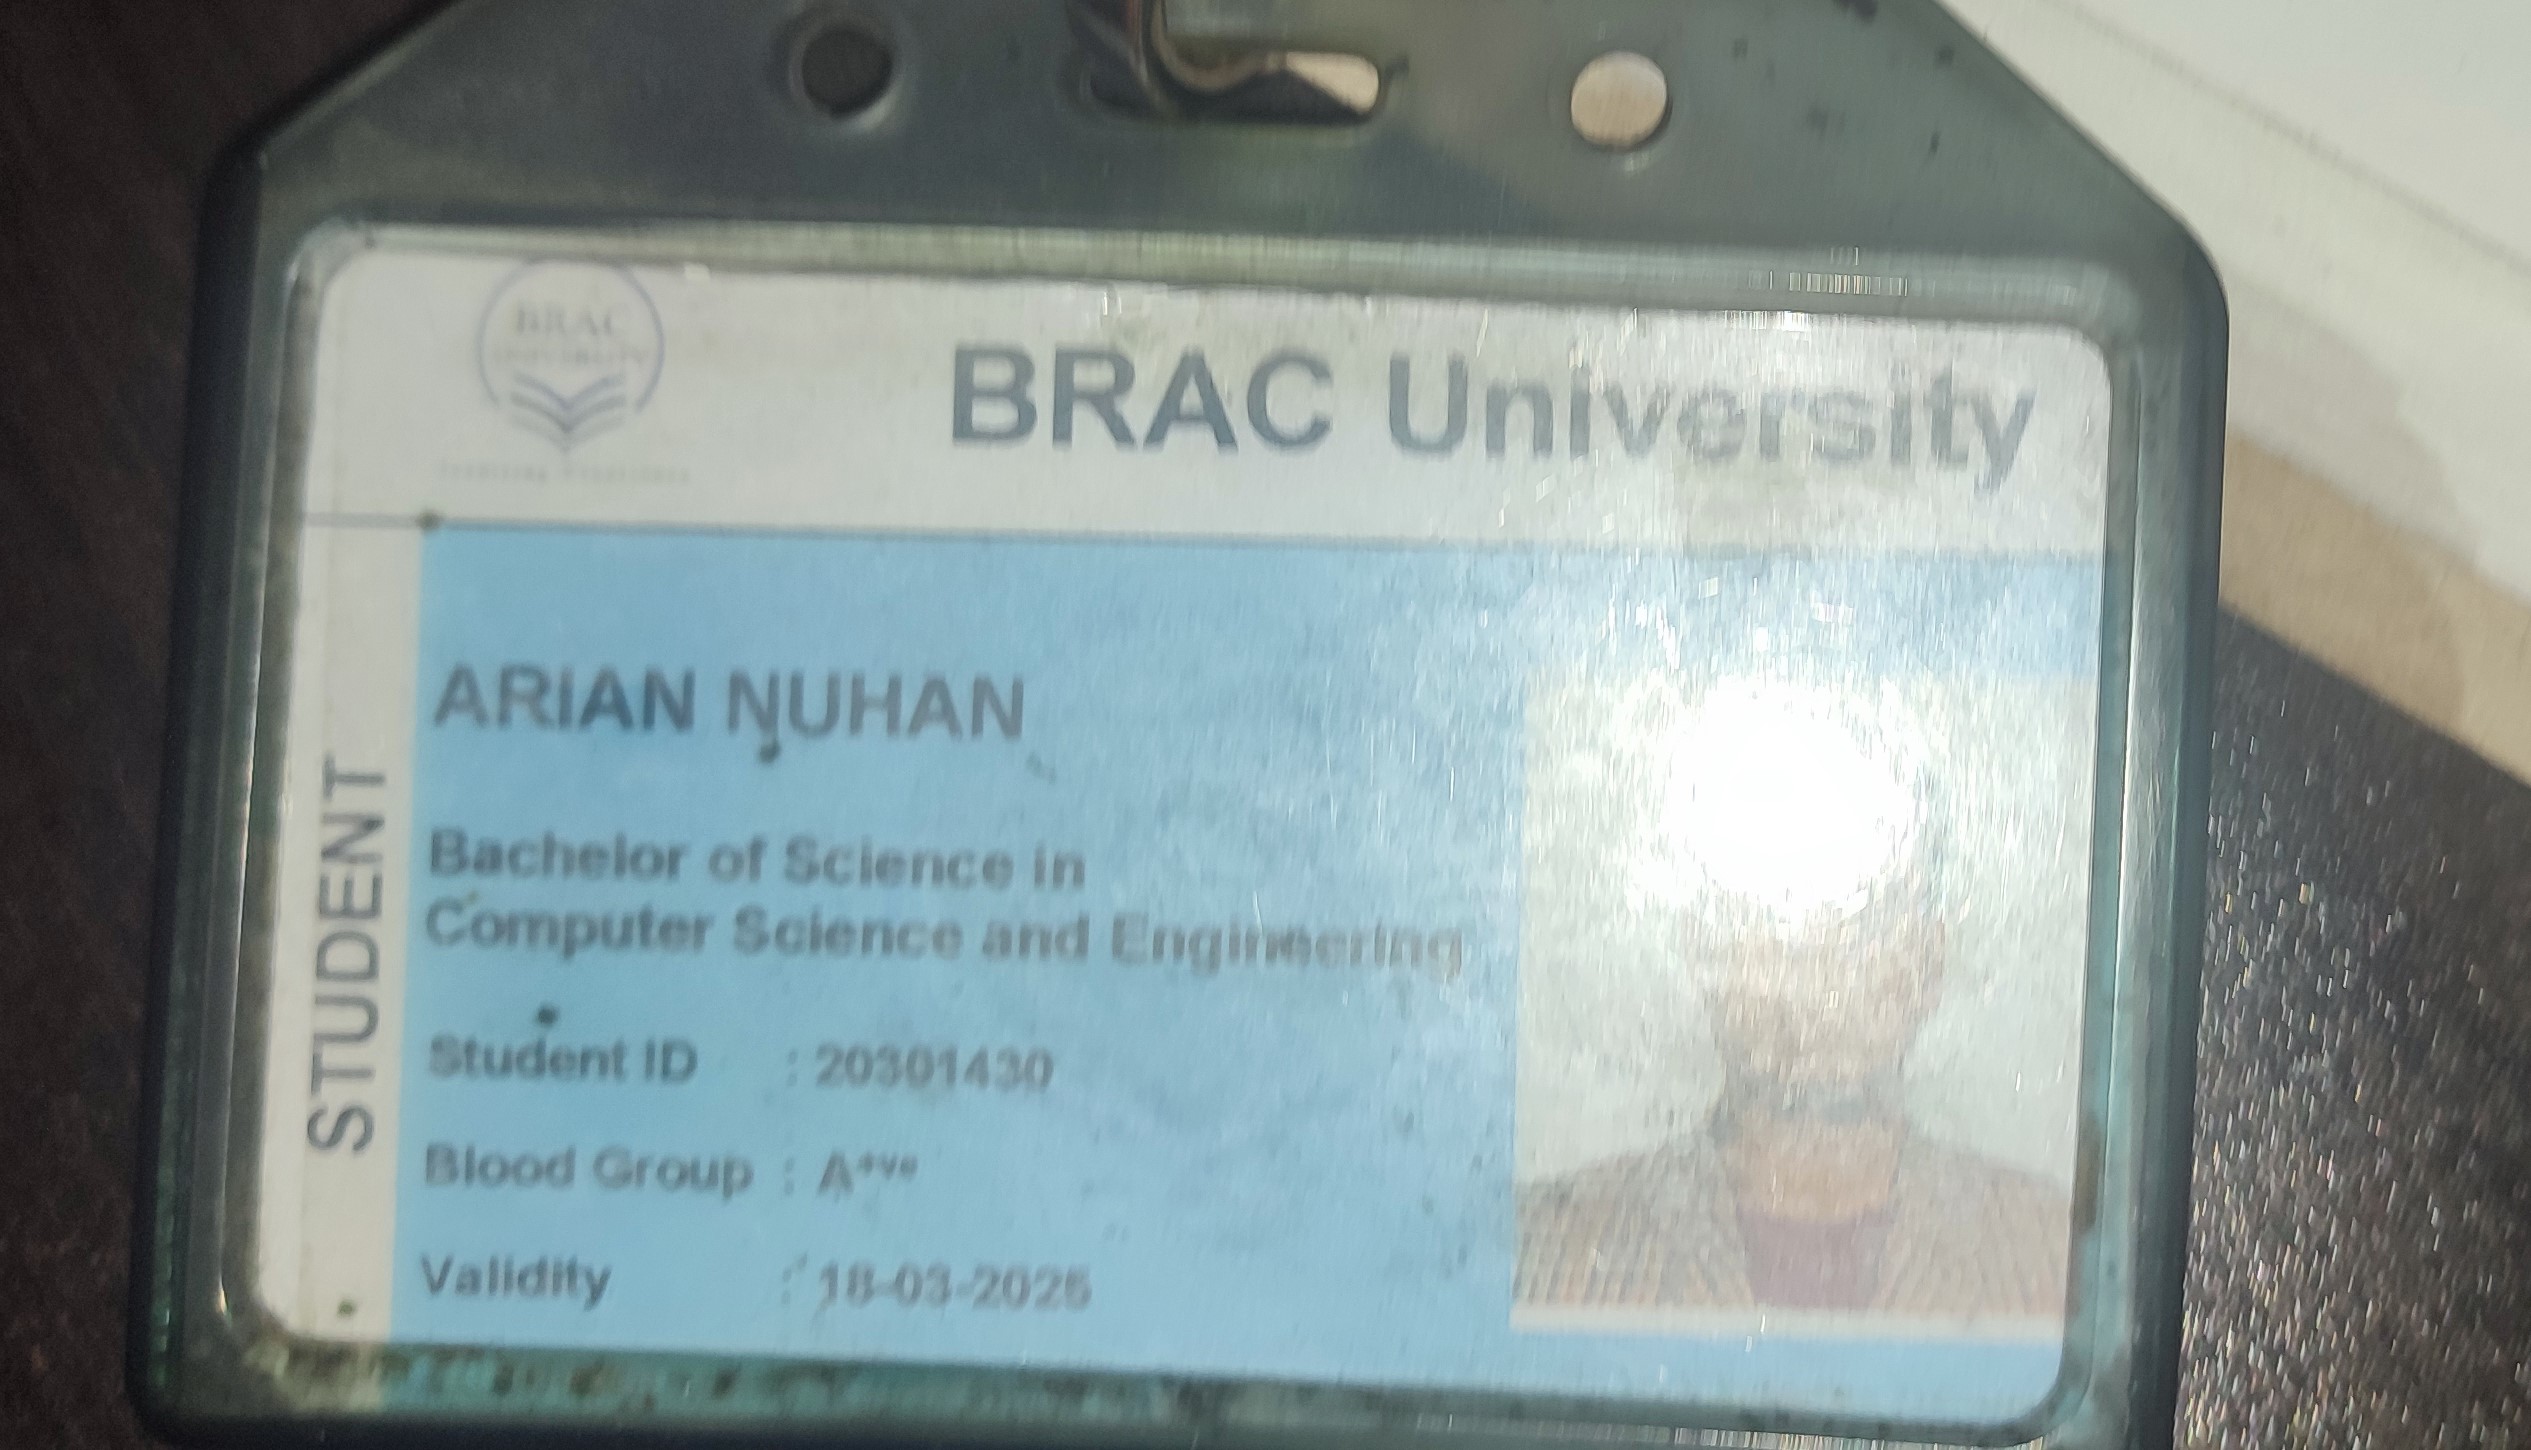 BRAC
UNIVERSITY
BRAC University
STUDENT
ARIAN NUHAN
Bachelor of Science in
Computer Science and Engineering
Student ID : 20301430
Blood Group : A+ve
Validity : 18-03-2025